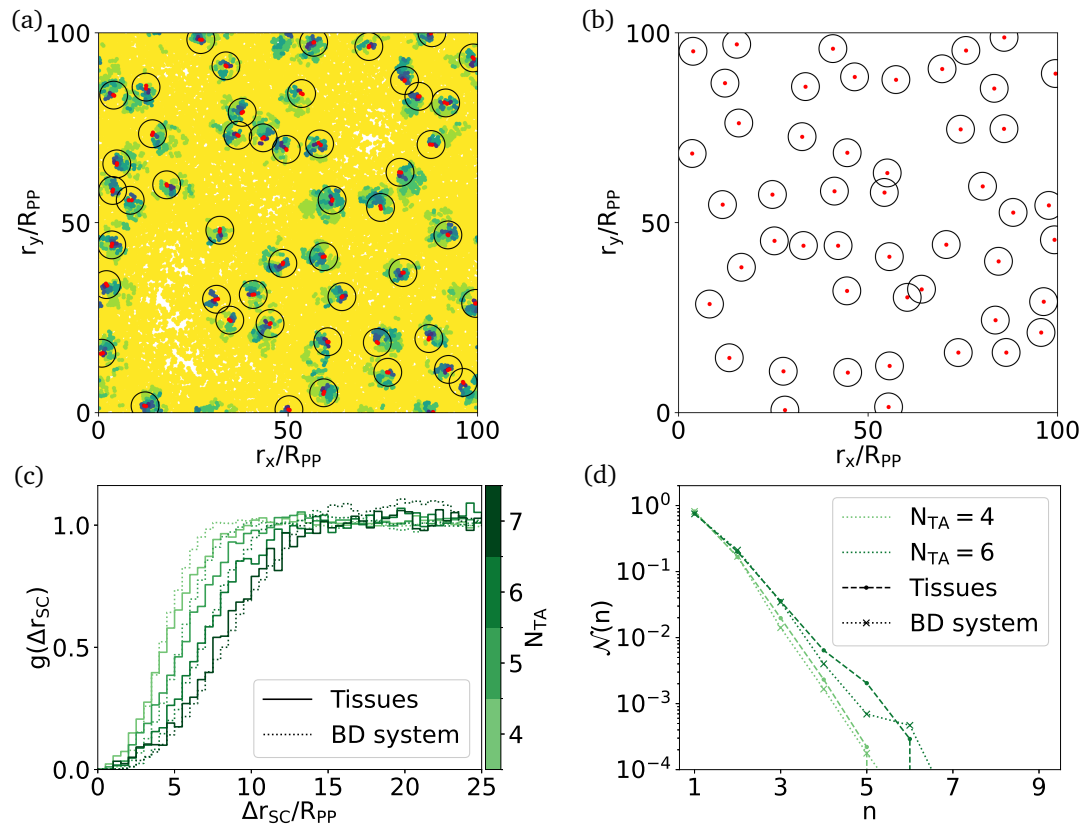 (a)
100
50
0
r_y/R_PP
0 50 100
r_x/R_PP
(b)
100
50
0
r_y/R_PP
0 50 100
r_x/R_PP
(c)
1.0
0.5
0.0
g(Δr_SC)
0 5 10 15 20 25
Δr_SC/R_PP
Tissues
BD system
7
6
5
4
N_TA
(d)
10^0
10^-1
10^-2
10^-3
10^-4
𝒩(n)
1 3 5 7 9
n
N_TA = 4
N_TA = 6
Tissues
BD system